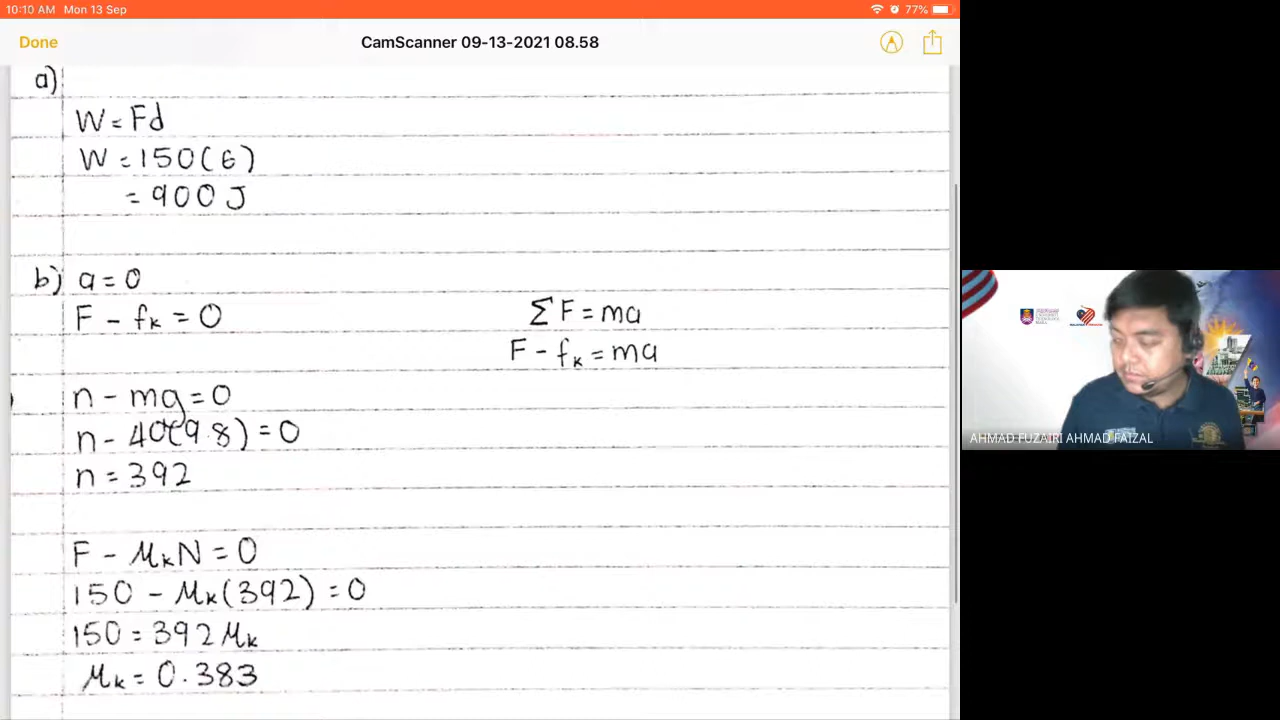 10:10 AM Mon 13 Sep
77%
Done
CamScanner 09-13-2021 08.58
a)
W = Fd
W = 150(6)
= 900 J
b) a = 0
F - fk = 0
ΣF = ma
F - fk = ma
n - mg = 0
n - 40(9.8) = 0
n = 392
F - μkN = 0
150 - μk(392) = 0
150 = 392 μk
μk = 0.383
AHMAD FUZAIRI AHMAD FAIZAL